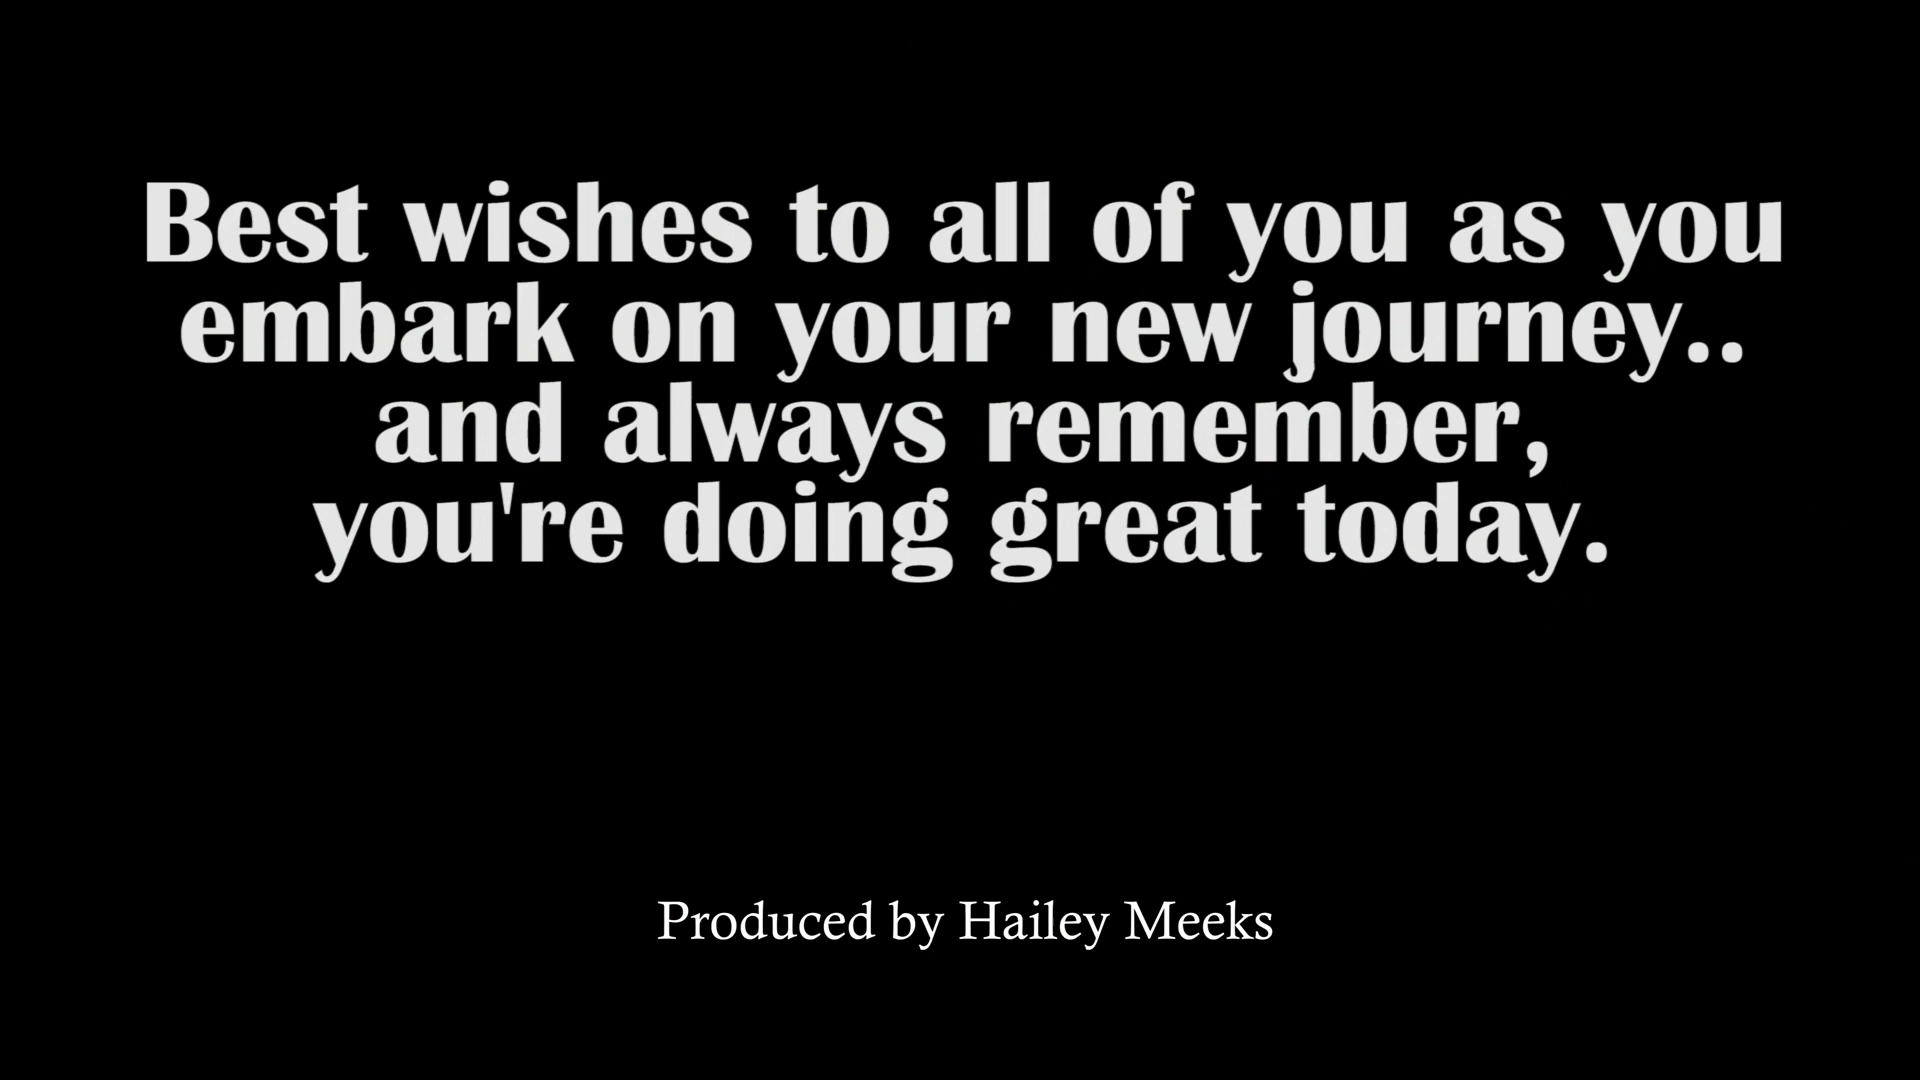 Best wishes to all of you as you
embark on your new journey..
and always remember,
you're doing great today.
Produced by Hailey Meeks